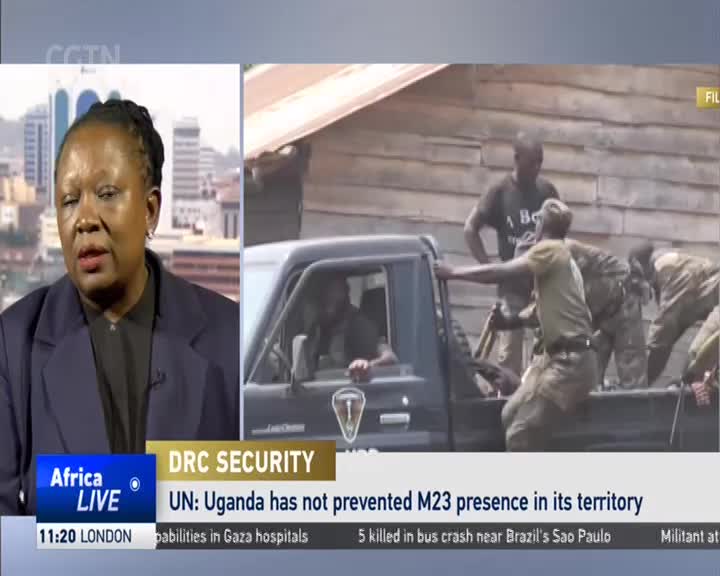 CGTN
FIL
DRC SECURITY
Africa
LIVE
UN: Uganda has not prevented M23 presence in its territory
11:20 LONDON
pabilities in Gaza hospitals 5 killed in bus crash near Brazil's Sao Paulo Militant at